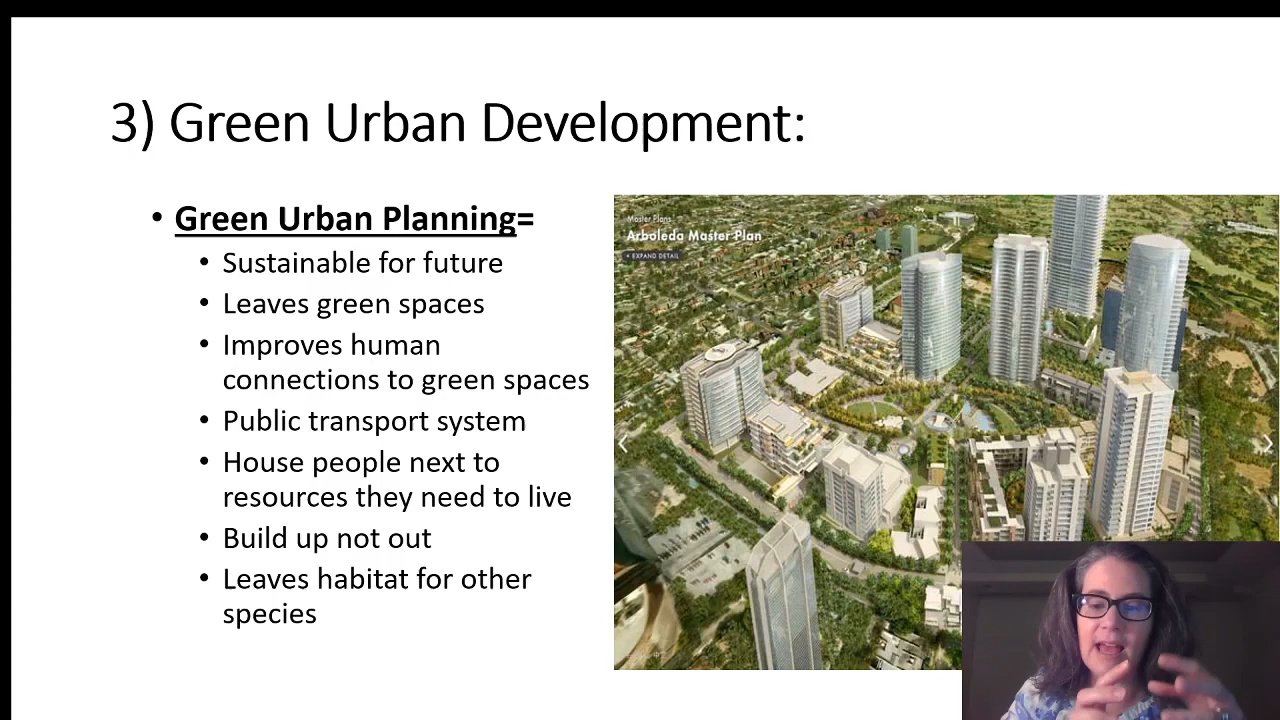 3) Green Urban Development:
• Green Urban Planning=
• Sustainable for future
• Leaves green spaces
• Improves human
connections to green spaces
• Public transport system
• House people next to
resources they need to live
• Build up not out
• Leaves habitat for other
species
Master Plans
Arboleda Master Plan
+ EXPAND DETAIL